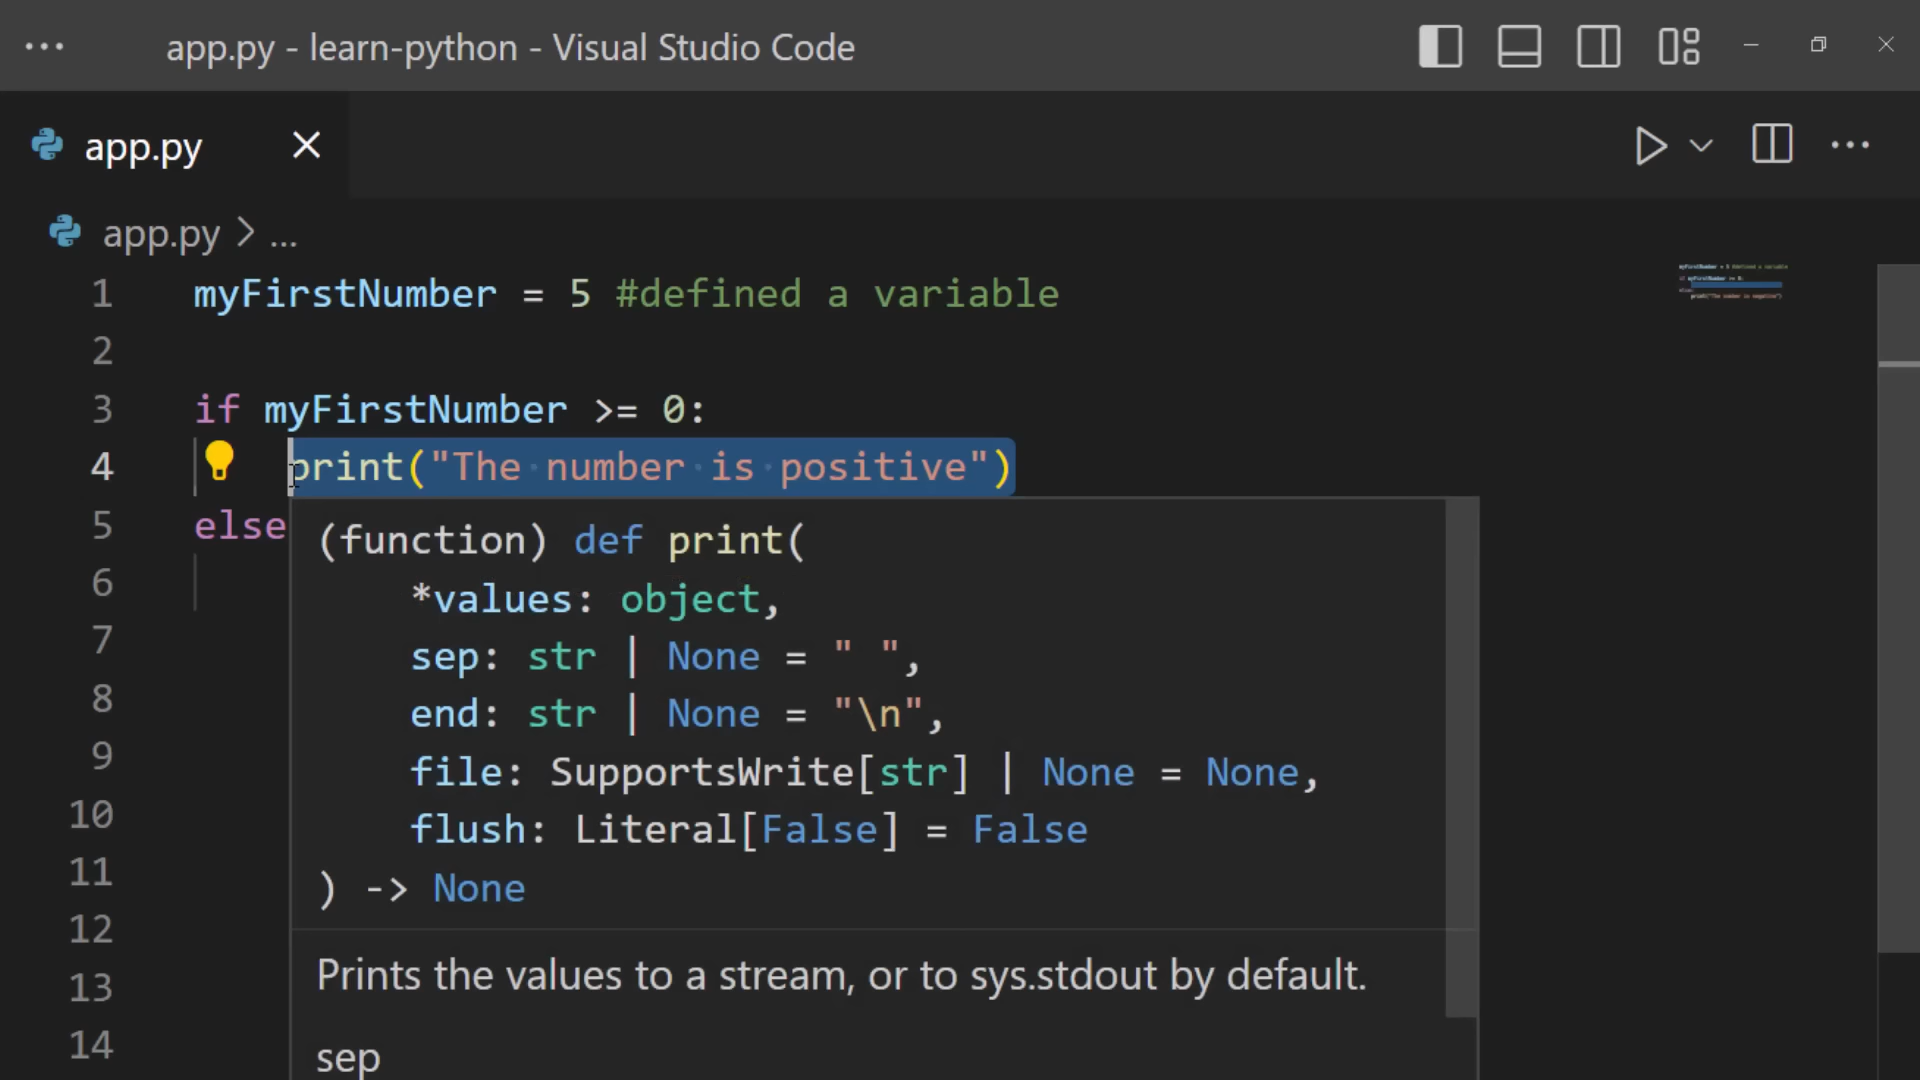 app.py - learn-python - Visual Studio Code
app.py
app.py > ...
1 myFirstNumber = 5 #defined a variable
2
3 if myFirstNumber >= 0:
4 print("The number is positive")
5 else
6
7
8
9
10
11
12
13
14
(function) def print(
*values: object,
sep: str | None = " ",
end: str | None = "\n",
file: SupportsWrite[str] | None = None,
flush: Literal[False] = False
) -> None
Prints the values to a stream, or to sys.stdout by default.
sep